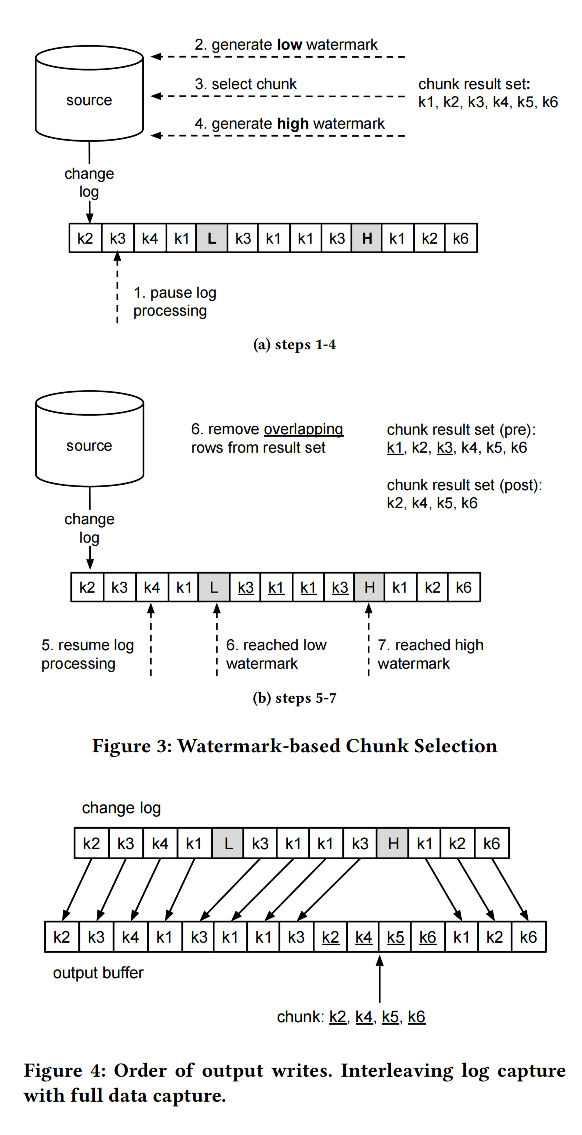 2. generate low watermark
3. select chunk
4. generate high watermark
chunk result set:
k1, k2, k3, k4, k5, k6
source
change
log
k2 k3 k4 k1 L k3 k1 k1 k3 H k1 k2 k6
1. pause log
processing
(a) steps 1-4
source
6. remove overlapping
rows from result set
chunk result set (pre):
k1, k2, k3, k4, k5, k6
chunk result set (post):
k2, k4, k5, k6
change
log
k2 k3 k4 k1 L k3 k1 k1 k3 H k1 k2 k6
5. resume log
processing
6. reached low
watermark
7. reached high
watermark
(b) steps 5-7
Figure 3: Watermark-based Chunk Selection
change log
k2 k3 k4 k1 L k3 k1 k1 k3 H k1 k2 k6
k2 k3 k4 k1 k3 k1 k1 k3 k2 k4 k5 k6 k1 k2 k6
output buffer
chunk: k2, k4, k5, k6
Figure 4: Order of output writes. Interleaving log capture
with full data capture.